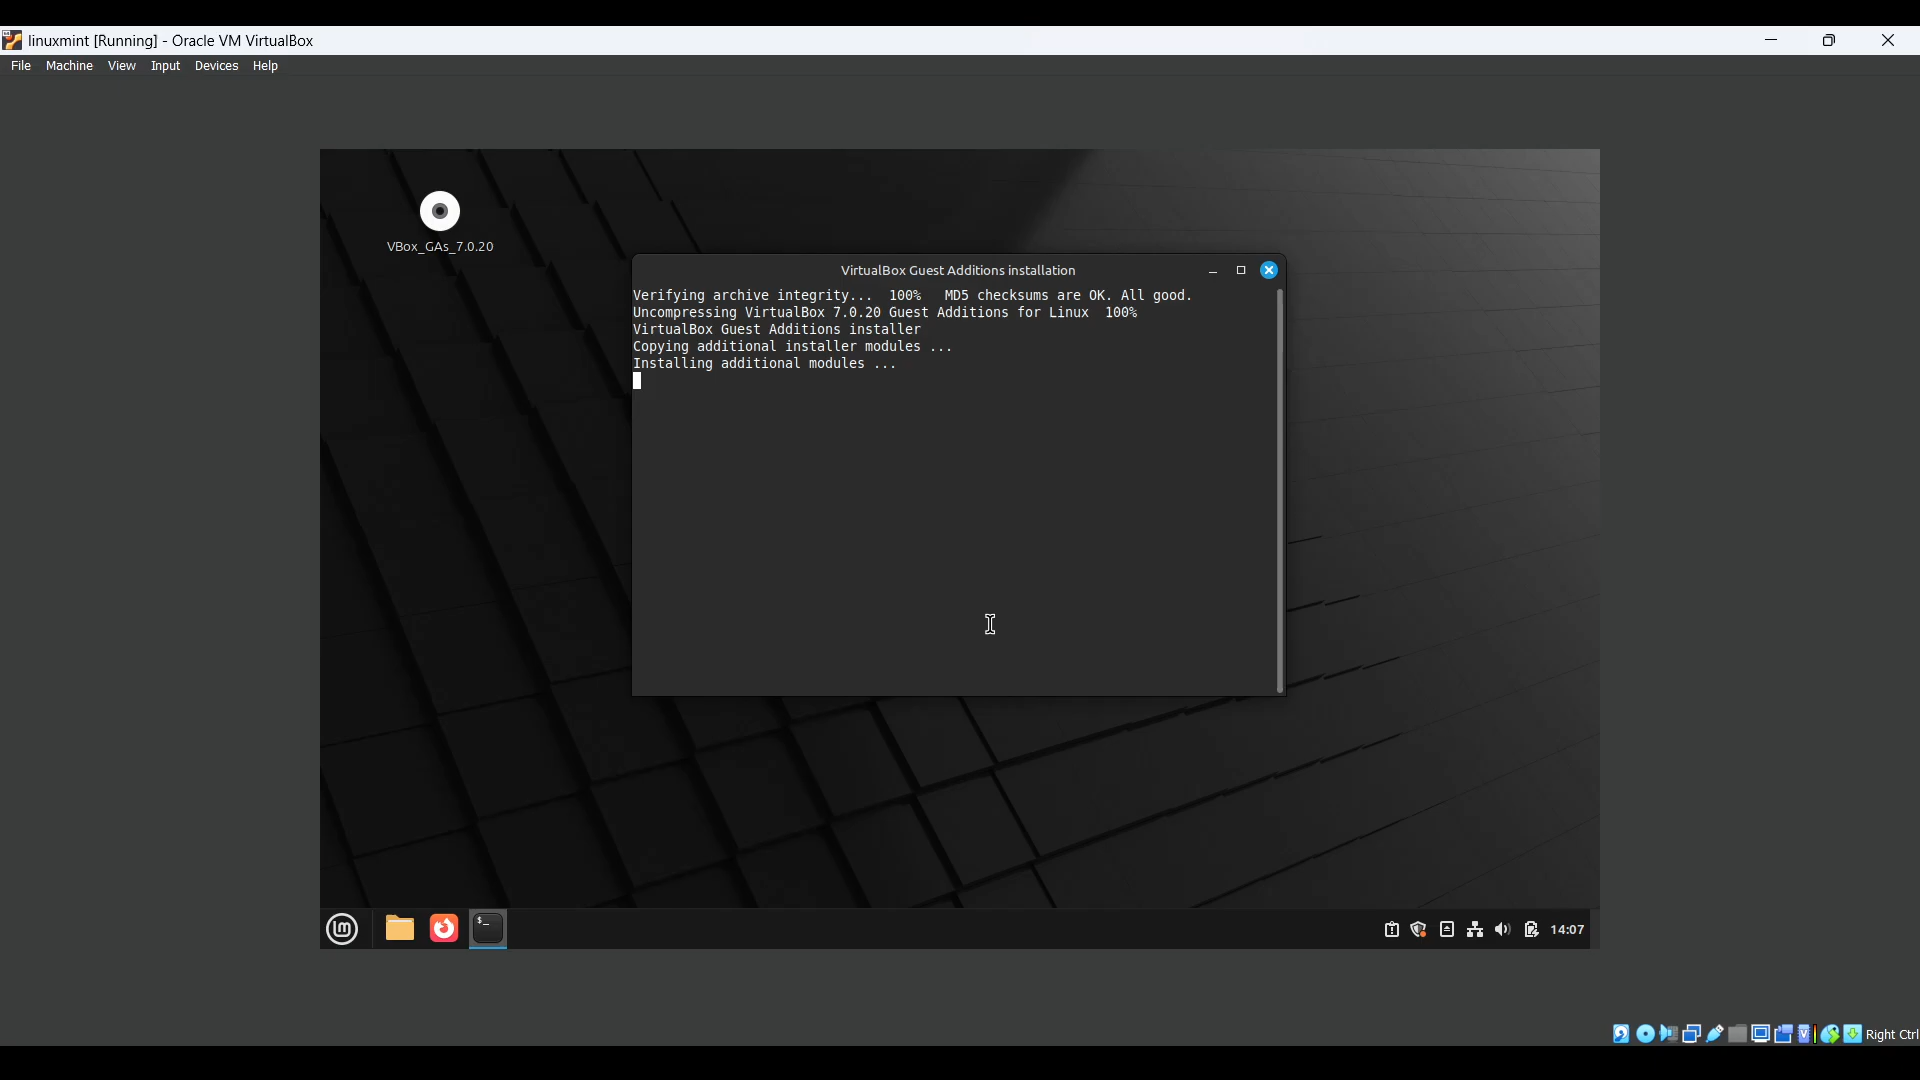 linuxmint [Running] - Oracle VM VirtualBox
File Machine View Input Devices Help
VBox_GAs_7.0.20
VirtualBox Guest Additions installation
Verifying archive integrity... 100% MD5 checksums are OK. All good.
Uncompressing VirtualBox 7.0.20 Guest Additions for Linux 100%
VirtualBox Guest Additions installer
Copying additional installer modules ...
Installing additional modules ...
14:07
Right Ctrl